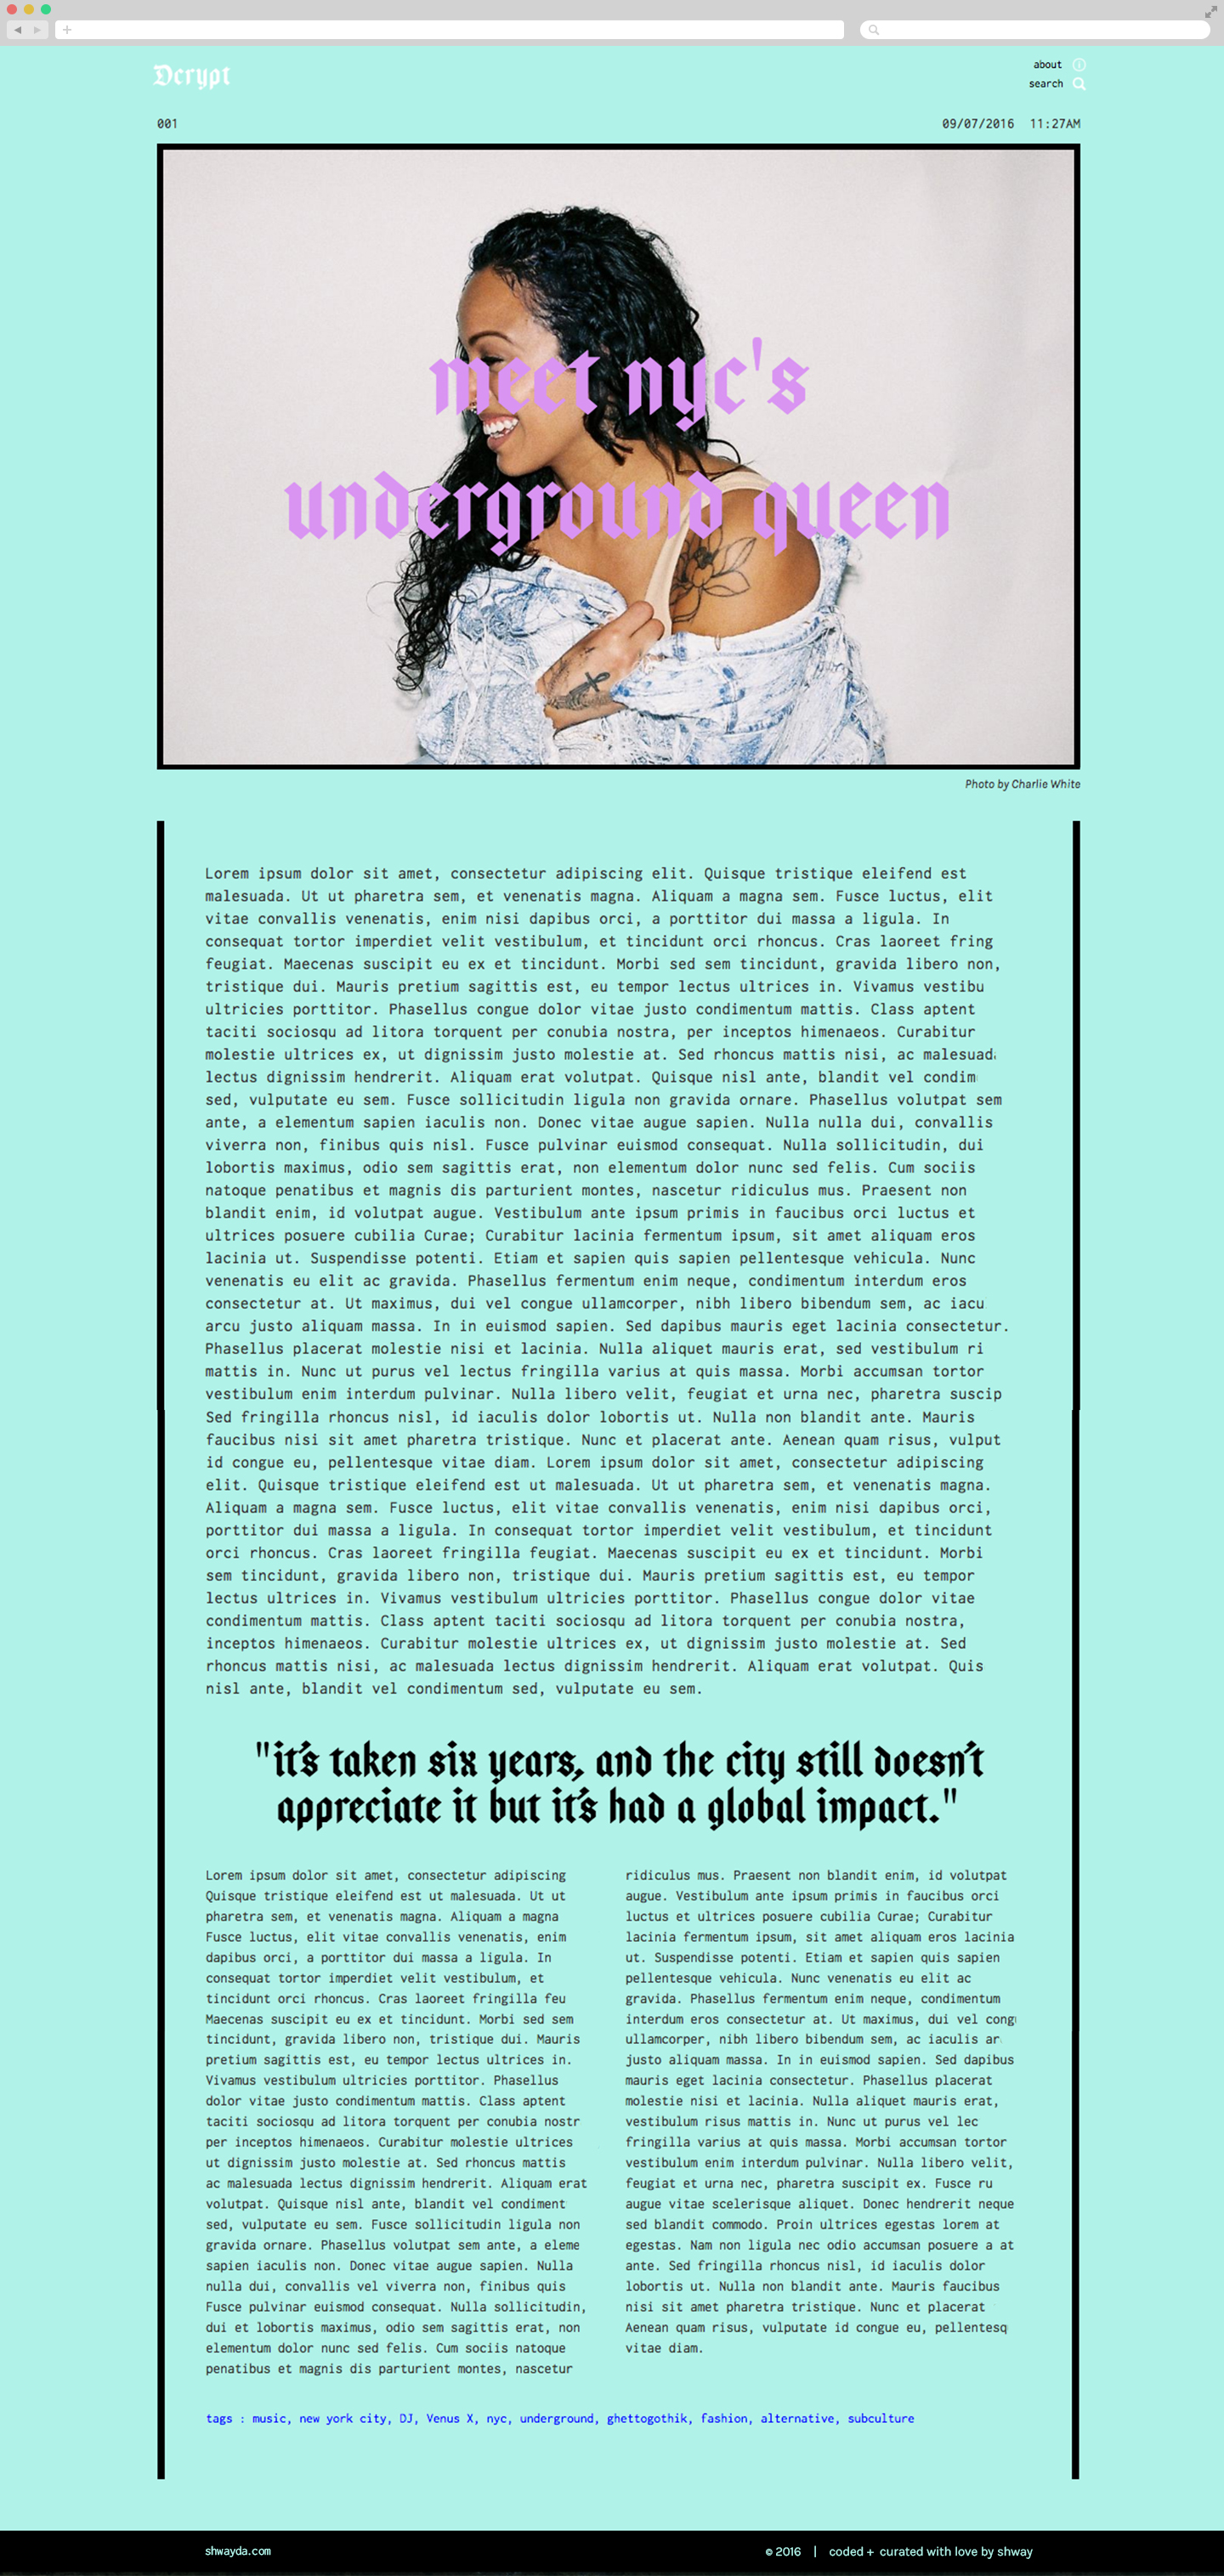 Dcrypt
about
search
001
09/07/2016 11:27AM
meet nyc's
underground queen
Photo by Charlie White
Lorem ipsum dolor sit amet, consectetur adipiscing elit. Quisque tristique eleifend est
malesuada. Ut ut pharetra sem, et venenatis magna. Aliquam a magna sem. Fusce luctus, elit
vitae convallis venenatis, enim nisi dapibus orci, a porttitor dui massa a ligula. In
consequat tortor imperdiet velit vestibulum, et tincidunt orci rhoncus. Cras laoreet fring
feugiat. Maecenas suscipit eu ex et tincidunt. Morbi sed sem tincidunt, gravida libero non,
tristique dui. Mauris pretium sagittis est, eu tempor lectus ultrices in. Vivamus vestibu
ultricies porttitor. Phasellus congue dolor vitae justo condimentum mattis. Class aptent
taciti sociosqu ad litora torquent per conubia nostra, per inceptos himenaeos. Curabitur
molestie ultrices ex, ut dignissim justo molestie at. Sed rhoncus mattis nisi, ac malesuada
lectus dignissim hendrerit. Aliquam erat volutpat. Quisque nisl ante, blandit vel condim
sed, vulputate eu sem. Fusce sollicitudin ligula non gravida ornare. Phasellus volutpat sem
ante, a elementum sapien iaculis non. Donec vitae augue sapien. Nulla nulla dui, convallis
viverra non, finibus quis nisl. Fusce pulvinar euismod consequat. Nulla sollicitudin, dui
lobortis maximus, odio sem sagittis erat, non elementum dolor nunc sed felis. Cum sociis
natoque penatibus et magnis dis parturient montes, nascetur ridiculus mus. Praesent non
blandit enim, id volutpat augue. Vestibulum ante ipsum primis in faucibus orci luctus et
ultrices posuere cubilia Curae; Curabitur lacinia fermentum ipsum, sit amet aliquam eros
lacinia ut. Suspendisse potenti. Etiam et sapien quis sapien pellentesque vehicula. Nunc
venenatis eu elit ac gravida. Phasellus fermentum enim neque, condimentum interdum eros
consectetur at. Ut maximus, dui vel congue ullamcorper, nibh libero bibendum sem, ac iacu
arcu justo aliquam massa. In in euismod sapien. Sed dapibus mauris eget lacinia consectetur.
Phasellus placerat molestie nisi et lacinia. Nulla aliquet mauris erat, sed vestibulum ri
mattis in. Nunc ut purus vel lectus fringilla varius at quis massa. Morbi accumsan tortor
vestibulum enim interdum pulvinar. Nulla libero velit, feugiat et urna nec, pharetra suscip
Sed fringilla rhoncus nisl, id iaculis dolor lobortis ut. Nulla non blandit ante. Mauris
faucibus nisi sit amet pharetra tristique. Nunc et placerat ante. Aenean quam risus, vulput
id congue eu, pellentesque vitae diam. Lorem ipsum dolor sit amet, consectetur adipiscing
elit. Quisque tristique eleifend est ut malesuada. Ut ut pharetra sem, et venenatis magna.
Aliquam a magna sem. Fusce luctus, elit vitae convallis venenatis, enim nisi dapibus orci,
porttitor dui massa a ligula. In consequat tortor imperdiet velit vestibulum, et tincidunt
orci rhoncus. Cras laoreet fringilla feugiat. Maecenas suscipit eu ex et tincidunt. Morbi
sem tincidunt, gravida libero non, tristique dui. Mauris pretium sagittis est, eu tempor
lectus ultrices in. Vivamus vestibulum ultricies porttitor. Phasellus congue dolor vitae
condimentum mattis. Class aptent taciti sociosqu ad litora torquent per conubia nostra,
inceptos himenaeos. Curabitur molestie ultrices ex, ut dignissim justo molestie at. Sed
rhoncus mattis nisi, ac malesuada lectus dignissim hendrerit. Aliquam erat volutpat. Quis
nisl ante, blandit vel condimentum sed, vulputate eu sem.
"it's taken six years, and the city still doesn't
appreciate it but it's had a global impact."
Lorem ipsum dolor sit amet, consectetur adipiscing
Quisque tristique eleifend est ut malesuada. Ut ut
pharetra sem, et venenatis magna. Aliquam a magna
Fusce luctus, elit vitae convallis venenatis, enim
dapibus orci, a porttitor dui massa a ligula. In
consequat tortor imperdiet velit vestibulum, et
tincidunt orci rhoncus. Cras laoreet fringilla feu
Maecenas suscipit eu ex et tincidunt. Morbi sed sem
tincidunt, gravida libero non, tristique dui. Mauris
pretium sagittis est, eu tempor lectus ultrices in.
Vivamus vestibulum ultricies porttitor. Phasellus
dolor vitae justo condimentum mattis. Class aptent
taciti sociosqu ad litora torquent per conubia nostr
per inceptos himenaeos. Curabitur molestie ultrices
ut dignissim justo molestie at. Sed rhoncus mattis
ac malesuada lectus dignissim hendrerit. Aliquam erat
volutpat. Quisque nisl ante, blandit vel condiment
sed, vulputate eu sem. Fusce sollicitudin ligula non
gravida ornare. Phasellus volutpat sem ante, a eleme
sapien iaculis non. Donec vitae augue sapien. Nulla
nulla dui, convallis vel viverra non, finibus quis
Fusce pulvinar euismod consequat. Nulla sollicitudin,
dui et lobortis maximus, odio sem sagittis erat, non
elementum dolor nunc sed felis. Cum sociis natoque
penatibus et magnis dis parturient montes, nascetur
ridiculus mus. Praesent non blandit enim, id volutpat
augue. Vestibulum ante ipsum primis in faucibus orci
luctus et ultrices posuere cubilia Curae; Curabitur
lacinia fermentum ipsum, sit amet aliquam eros lacinia
ut. Suspendisse potenti. Etiam et sapien quis sapien
pellentesque vehicula. Nunc venenatis eu elit ac
gravida. Phasellus fermentum enim neque, condimentum
interdum eros consectetur at. Ut maximus, dui vel congu
ullamcorper, nibh libero bibendum sem, ac iaculis ar
justo aliquam massa. In in euismod sapien. Sed dapibus
mauris eget lacinia consectetur. Phasellus placerat
molestie nisi et lacinia. Nulla aliquet mauris erat,
vestibulum risus mattis in. Nunc ut purus vel lec
fringilla varius at quis massa. Morbi accumsan tortor
vestibulum enim interdum pulvinar. Nulla libero velit,
feugiat et urna nec, pharetra suscipit ex. Fusce ru
augue vitae scelerisque aliquet. Donec hendrerit neque
sed blandit commodo. Proin ultrices egestas lorem at
egestas. Nam non ligula nec odio accumsan posuere a at
ante. Sed fringilla rhoncus nisl, id iaculis dolor
lobortis ut. Nulla non blandit ante. Mauris faucibus
nisi sit amet pharetra tristique. Nunc et placerat
Aenean quam risus, vulputate id congue eu, pellentesq
vitae diam.
tags : music, new york city, DJ, Venus X, nyc, underground, ghettogothik, fashion, alternative, subculture
shwayda.com
© 2016 | coded + curated with love by shway